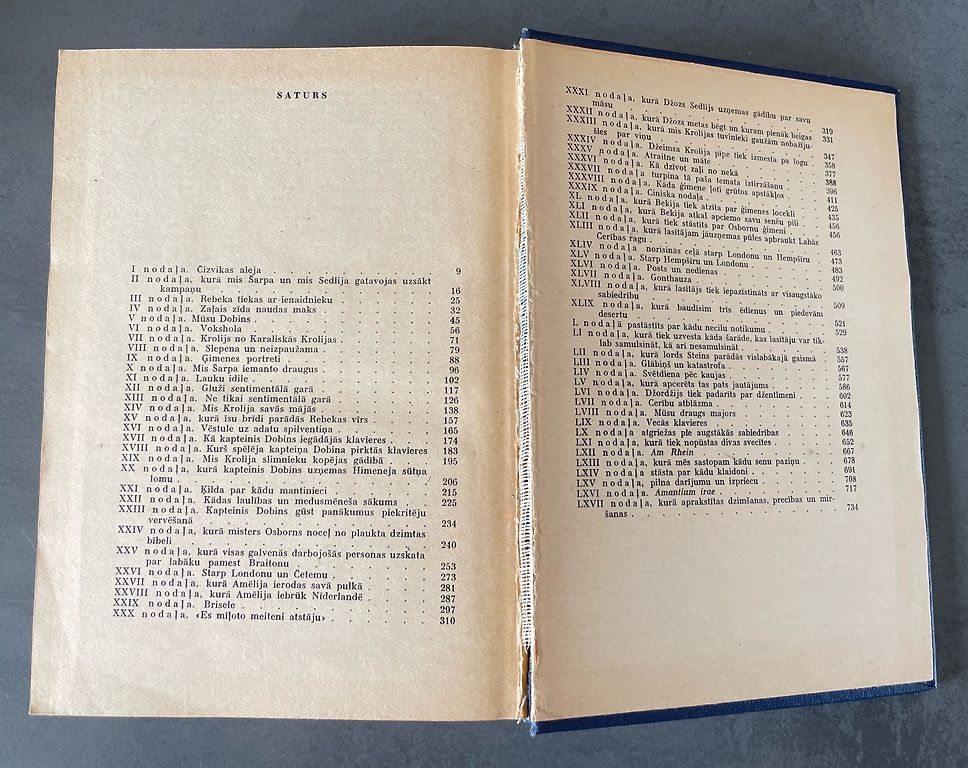 SATURS
I nodaļa. Čizvikas aleja . . . 9
II nodaļa, kurā mis Šarpa un mis Sedlija gatavojas uzsākt
kampaņu . . . 16
III nodaļa. Rebeka tiekas ar ienaidnieku . . . 25
IV nodaļa. Zaļais zīda naudas maks . . . 32
V nodaļa. Mūsu Dobins . . . 45
VI nodaļa. Vokshola . . . 56
VII nodaļa. Krolijs no Karaliskās Krolijas . . . 71
VIII nodaļa. Slepena un neizpaužama . . . 79
IX nodaļa. Ģimenes portreti . . . 88
X nodaļa. Mis Šarpa iemanto draugus . . . 96
XI nodaļa. Lauku idile . . . 102
XII nodaļa. Gluži sentimentālā garā . . . 117
XIII nodaļa. Ne tikai sentimentālā garā . . . 126
XIV nodaļa. Mis Krolija savās mājās . . . 138
XV nodaļa, kurā īsu brīdi parādās Rebekas vīrs . . . 157
XVI nodaļa. Vēstule uz adatu spilventiņa . . . 165
XVII nodaļa. Kā kapteinis Dobins iegādājās klavieres . . . 174
XVIII nodaļa. Kurš spēlēja kapteiņa Dobina pirktās klavieres 183
XIX nodaļa. Mis Krolija slimnieku kopējas gādībā . . . 195
XX nodaļa, kurā kapteinis Dobins uzņemas Himeneja sūtņa
lomu . . . 206
XXI nodaļa. Ķilda par kādu mantinieci . . . 215
XXII nodaļa. Kādas laulības un medusmēneša sākums . . . 225
XXIII nodaļa. Kapteinis Dobins gūst panākumus piekritēju
vervēšanā . . . 234
XXIV nodaļa, kurā misters Osborns noceļ no plaukta dzimtas
bībeli . . . 240
XXV nodaļa, kurā visas galvenās darbojošās personas uzskata
par labāku pamest Braitonu . . . 253
XXVI nodaļa. Starp Londonu un Četemu . . . 273
XXVII nodaļa, kurā Amēlija ierodas savā pulkā . . . 281
XXVIII nodaļa, kurā Amēlija iebrūk Nīderlandē . . . 287
XXIX nodaļa. Brisele . . . 297
XXX nodaļa. «Es mīļoto meiteni atstāju» . . . 310
XXXI nodaļa, kurā Džozs Sedlijs uzņemas gādību par savu
māsu . . . 319
XXXII nodaļa, kurā Džozs metas bēgt un kuram pienāk beigas 331
XXXIII nodaļa, kurā mis Krolijas tuvinieki gaužām nobažīju-
šies par viņu . . . 347
XXXIV nodaļa. Džeimsa Krolija pīpe tiek izmesta pa logu . 358
XXXV nodaļa. Atraitne un māte . . . 377
XXXVI nodaļa. Kā dzīvot zaļi no nekā . . . 388
XXXVII nodaļa turpina tā paša temata iztirzāšanu . . . 396
XXXVIII nodaļa. Kāda ģimene ļoti grūtos apstākļos . . . 411
XXXIX nodaļa. Ciniska nodaļa . . . 425
XL nodaļa, kurā Bekija tiek atzīta par ģimenes locekli . . . 435
XLI nodaļa, kurā Bekija atkal apciemo savu senču pili . . . 456
XLII nodaļa, kurā tiek stāstīts par Osbornu ģimeni . . . 456
XLIII nodaļa, kurā lasītājam jāuzņemas pūles apbraukt Labās
Cerības ragu . . . 463
XLIV nodaļa norisinās ceļā starp Londonu un Hempšīru . 473
XLV nodaļa. Starp Hempšīru un Londonu . . . 483
XLVI nodaļa. Posts un nedienas . . . 492
XLVII nodaļa. Gonthauza . . . 500
XLVIII nodaļa, kurā lasītājs tiek iepazīstināts ar visaugstāko
sabiedrību . . . 509
XLIX nodaļa, kurā baudīsim trīs ēdienus un piedevām
desertu . . . 521
L nodaļā pastāstīts par kādu necilu notikumu . . . 529
LI nodaļa, kurā tiek uzvesta kāda šarāde, kas lasītāju var tik-
lab samulsināt, kā arī nesamulsināt . . . 538
LII nodaļa, kurā lords Steins parādās vislabākajā gaismā . 557
LIII nodaļa. Glābiņš un katastrofa . . . 567
LIV nodaļa. Svētdiena pēc kaujas . . . 577
LV nodaļa, kurā apcerēts tas pats jautājums . . . 586
LVI nodaļa. Džordžijs tiek padarīts par džentlmeni . . . 602
LVII nodaļa. Cerību atblāzma . . . 614
LVIII nodaļa. Mūsu draugs majors . . . 623
LIX nodaļa. Vecās klavieres . . . 635
LX nodaļa atgriežas pie augstākās sabiedrības . . . 646
LXI nodaļa, kurā tiek nopūstas divas svecītes . . . 652
LXII nodaļa. Am Rhein . . . 667
LXIII nodaļa, kurā mēs sastopam kādu senu paziņu . . . 678
LXIV nodaļa stāsta par kādu klaidoni . . . 691
LXV nodaļa, pilna darījumu un izpriecu . . . 708
LXVI nodaļa. Amantium irae . . . 717
LXVII nodaļa, kurā aprakstītas dzimšanas, precības un mir-
šanas . . . 734